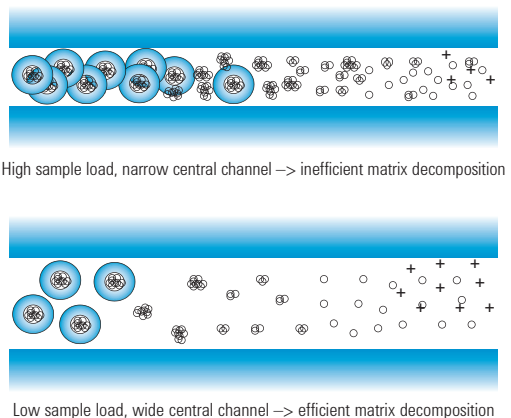 High sample load, narrow central channel –> inefficient matrix decomposition
Low sample load, wide central channel –> efficient matrix decomposition